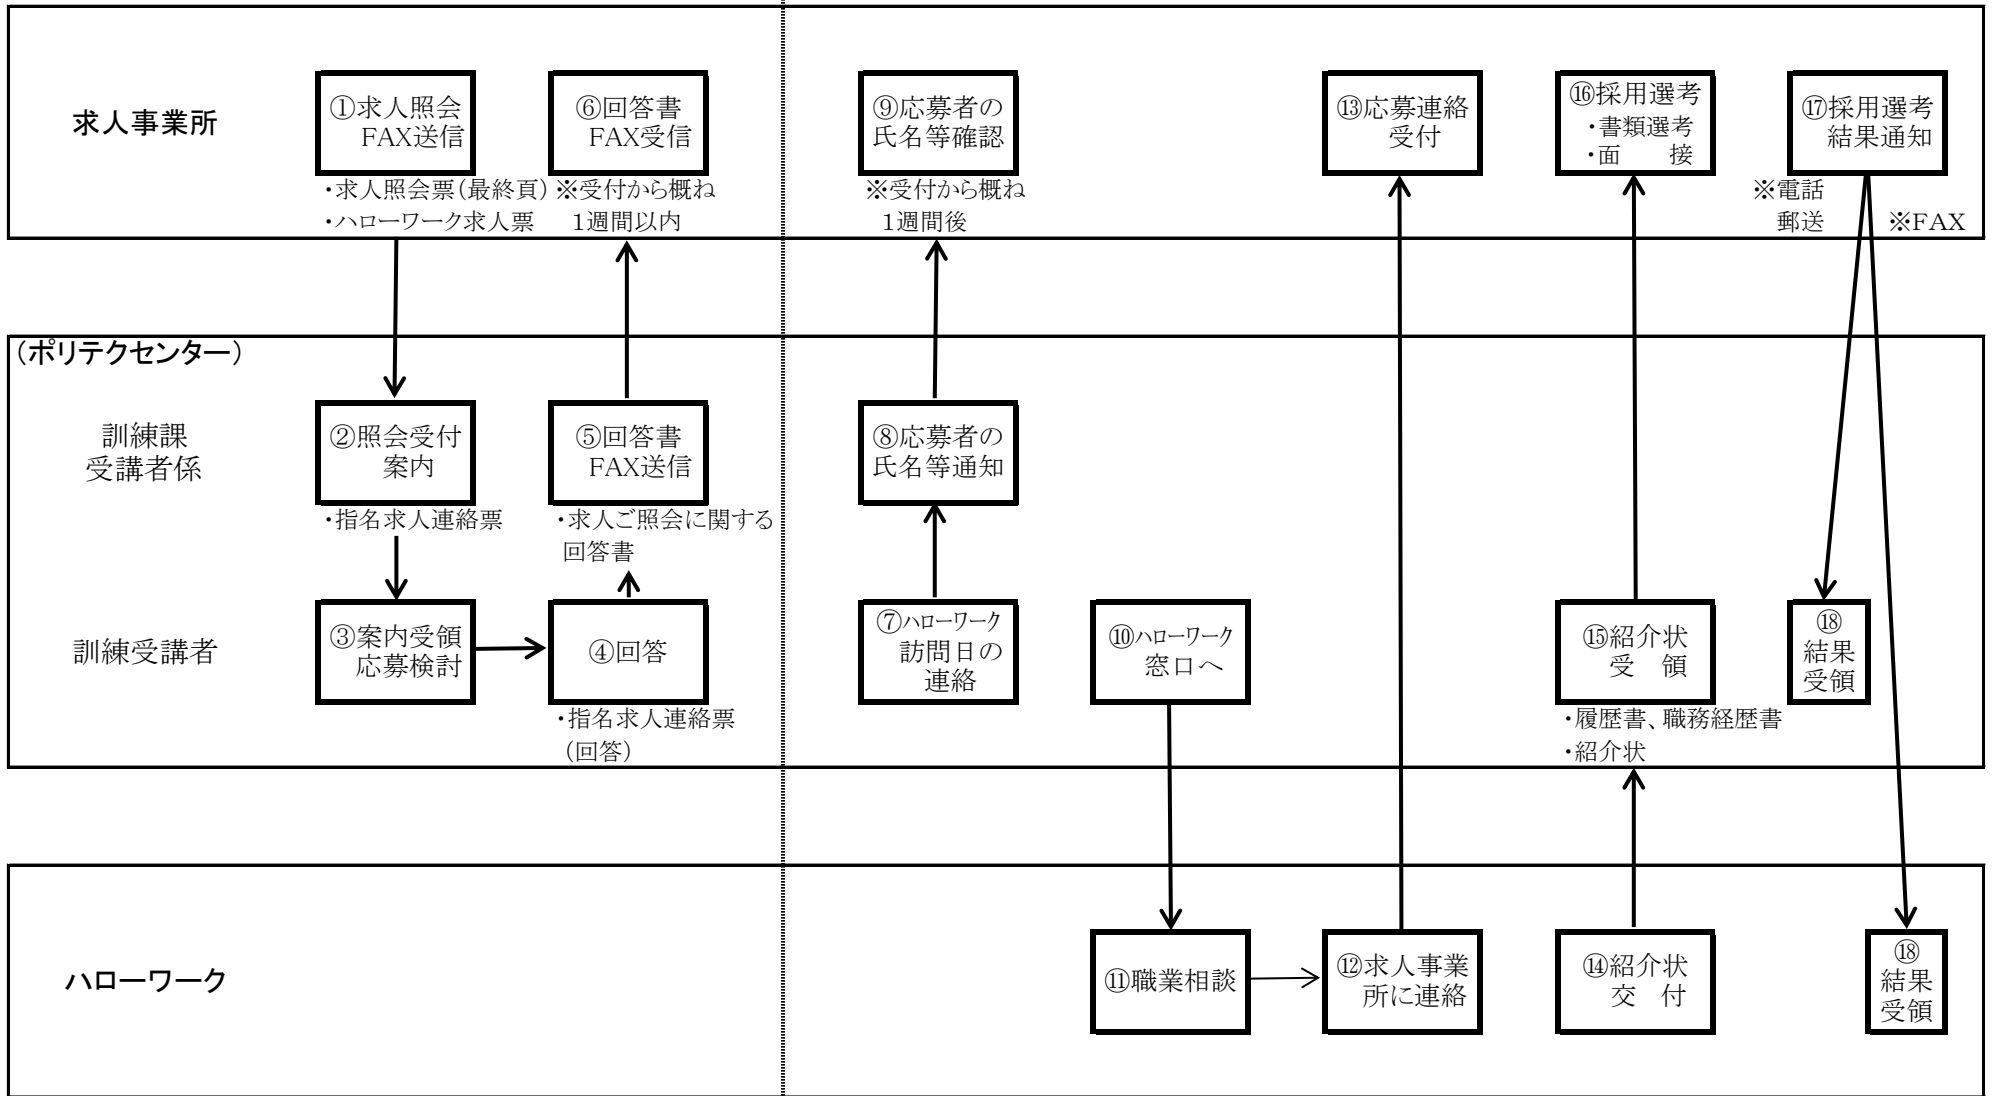 求人事業所
①求人照会
FAX送信
・求人照会票(最終頁)
・ハローワーク求人票
⑥回答書
FAX受信
※受付から概ね
1週間以内
⑨応募者の
氏名等確認
※受付から概ね
1週間後
⑬応募連絡
受付
⑯採用選考
・書類選考
・面　接
⑰採用選考
結果通知
※電話
郵送
※FAX
(ポリテクセンター)
訓練課
受講者係
②照会受付
案内
・指名求人連絡票
⑤回答書
FAX送信
・求人ご照会に関する
回答書
⑧応募者の
氏名等通知
訓練受講者
③案内受領
応募検討
④回答
・指名求人連絡票
(回答)
⑦ハローワーク
訪問日の
連絡
⑩ハローワーク
窓口へ
⑮紹介状
受　領
・履歴書、職務経歴書
・紹介状
⑱
結果
受領
ハローワーク
⑪職業相談
⑫求人事業
所に連絡
⑭紹介状
交　付
⑱
結果
受領